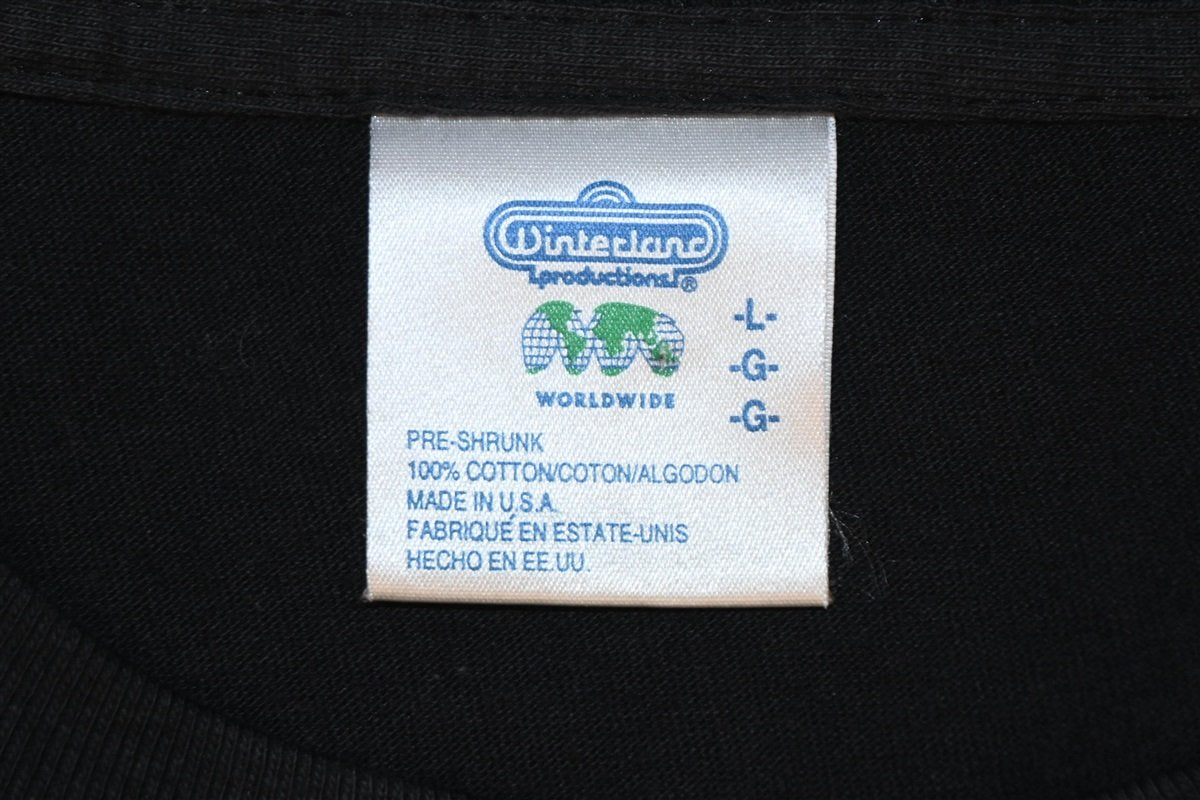 Winterland
productions®
WORLDWIDE
-L-
-G-
-G-
PRE-SHRUNK
100% COTTON/COTON/ALGODON
MADE IN U.S.A.
FABRIQUÉ EN ESTATE-UNIS
HECHO EN EE.UU.